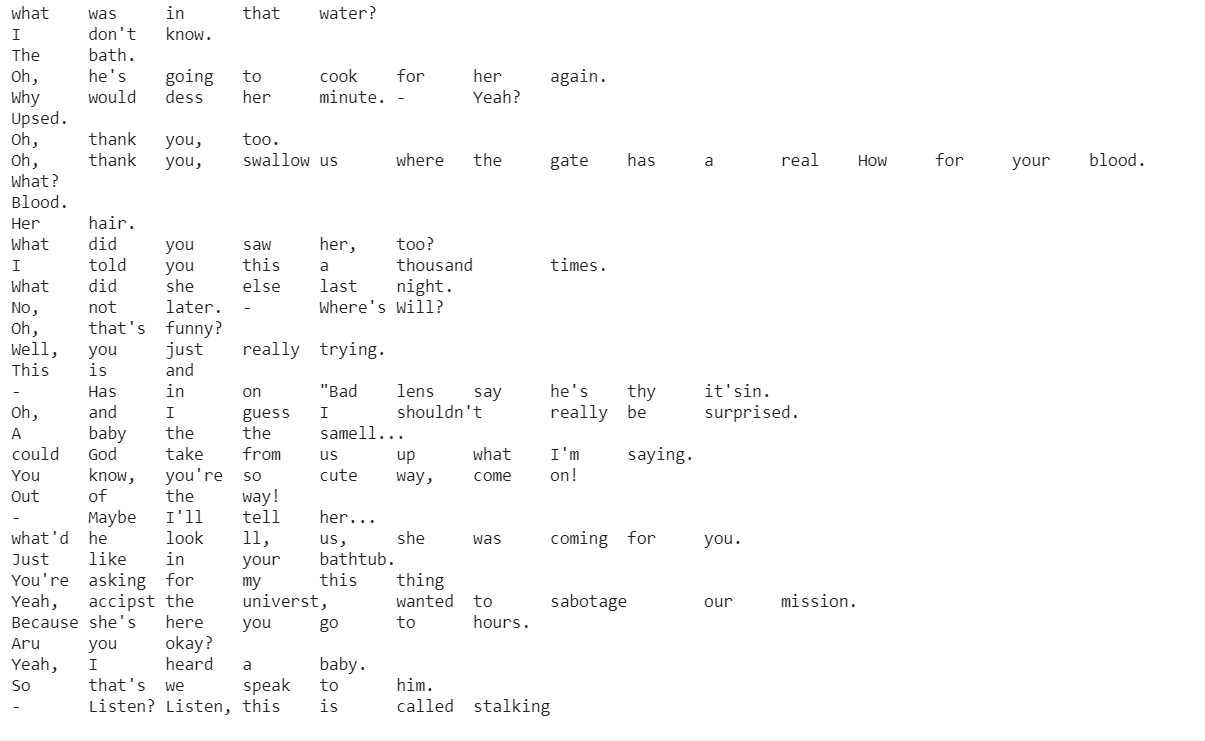 what was in that water?
I don't know.
The bath.
Oh, he's going to cook for her again.
Why would dess her minute. - Yeah?
Upsed.
Oh, thank you, too.
Oh, thank you, swallow us where the gate has a real How for your blood.
What?
Blood.
Her hair.
What did you saw her, too?
I told you this a thousand times.
What did she else last night.
No, not later. - Where's Will?
Oh, that's funny?
Well, you just really trying.
This is and
- Has in on "Bad lens say he's thy it'sin.
Oh, and I guess I shouldn't really be surprised.
A baby the the samell...
could God take from us up what I'm saying.
You know, you're so cute way, come on!
Out of the way!
- Maybe I'll tell her...
what'd he look ll, us, she was coming for you.
Just like in your bathtub.
You're asking for my this thing
Yeah, accipst the universt, wanted to sabotage our mission.
Because she's here you go to hours.
Aru you okay?
Yeah, I heard a baby.
So that's we speak to him.
- Listen? Listen, this is called stalking